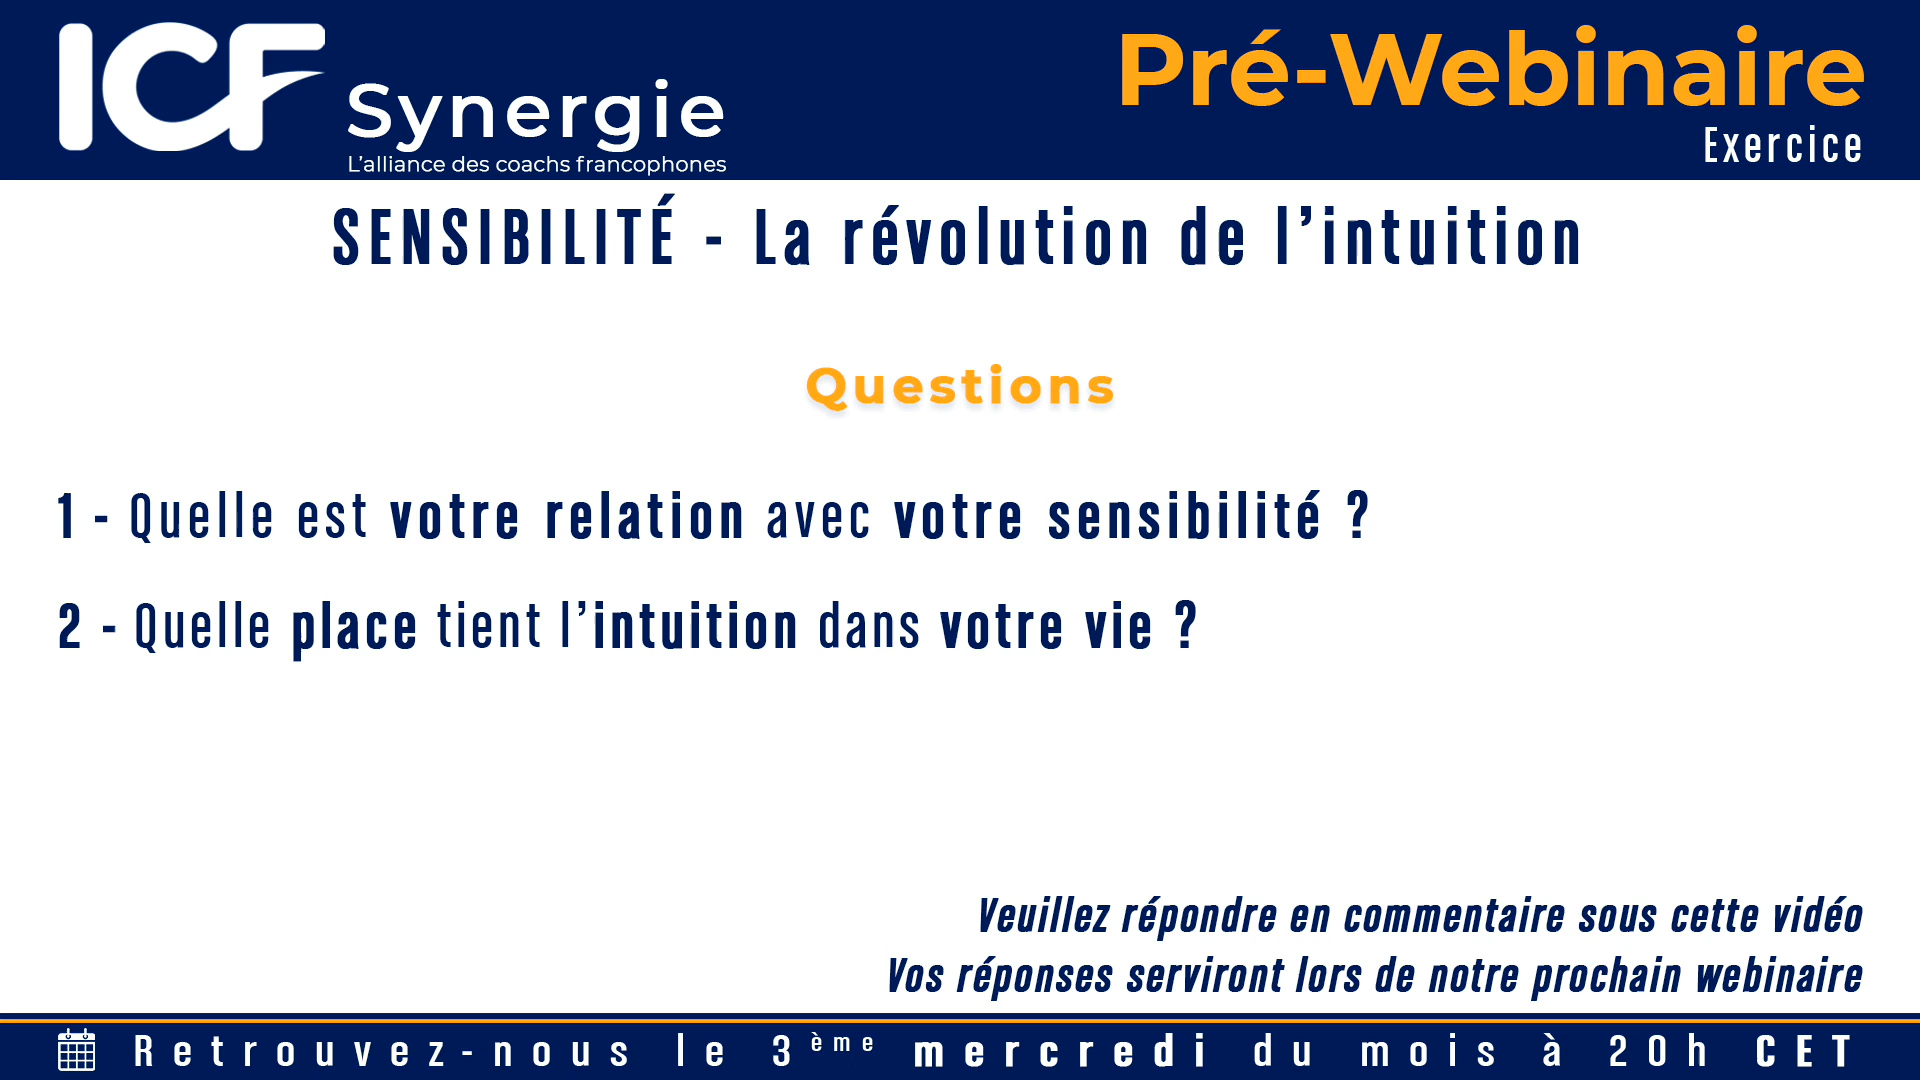 ICF Synergie
L’alliance des coachs francophones
Pré-Webinaire
Exercice
SENSIBILITÉ - La révolution de l’intuition
Questions
1 - Quelle est votre relation avec votre sensibilité ?
2 - Quelle place tient l’intuition dans votre vie ?
Veuillez répondre en commentaire sous cette vidéo
Vos réponses serviront lors de notre prochain webinaire
Retrouvez-nous le 3ème mercredi du mois à 20h CET